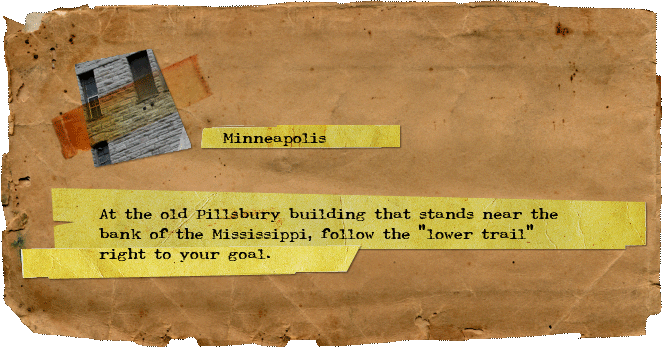 Minneapolis
At the old Pillsbury building that stands near the
bank of the Mississippi, follow the "lower trail"
right to your goal.